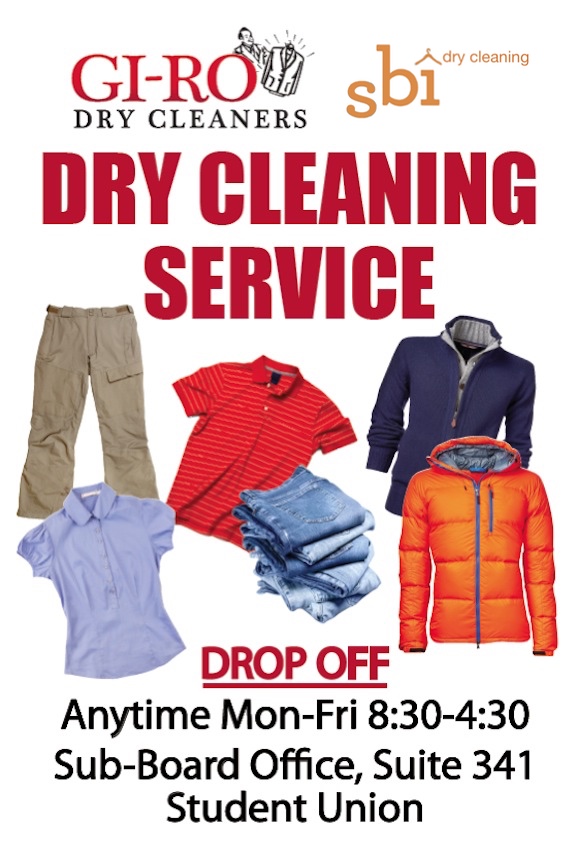 GI-RO
DRY CLEANERS
sbi dry cleaning
DRY CLEANING
SERVICE
DROP OFF
Anytime Mon-Fri 8:30-4:30
Sub-Board Office, Suite 341
Student Union